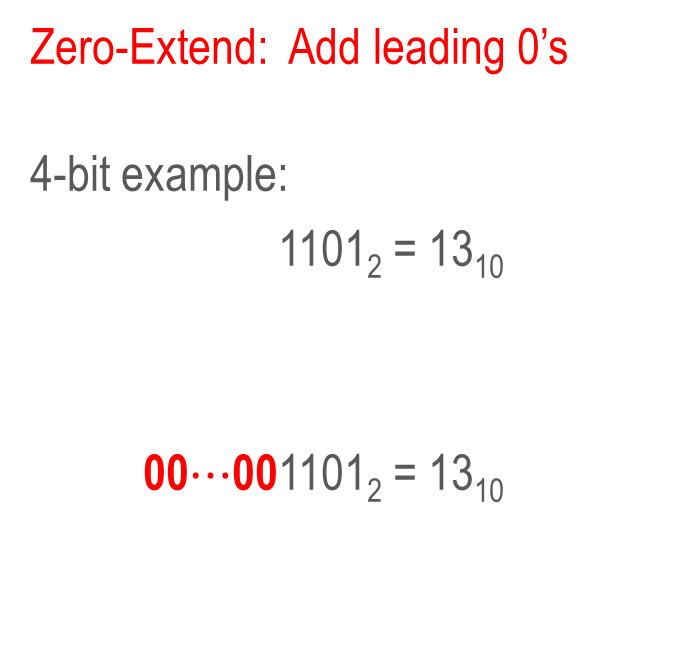 Zero-Extend: Add leading 0’s
4-bit example:
1101₂ = 13₁₀
00⋯001101₂ = 13₁₀